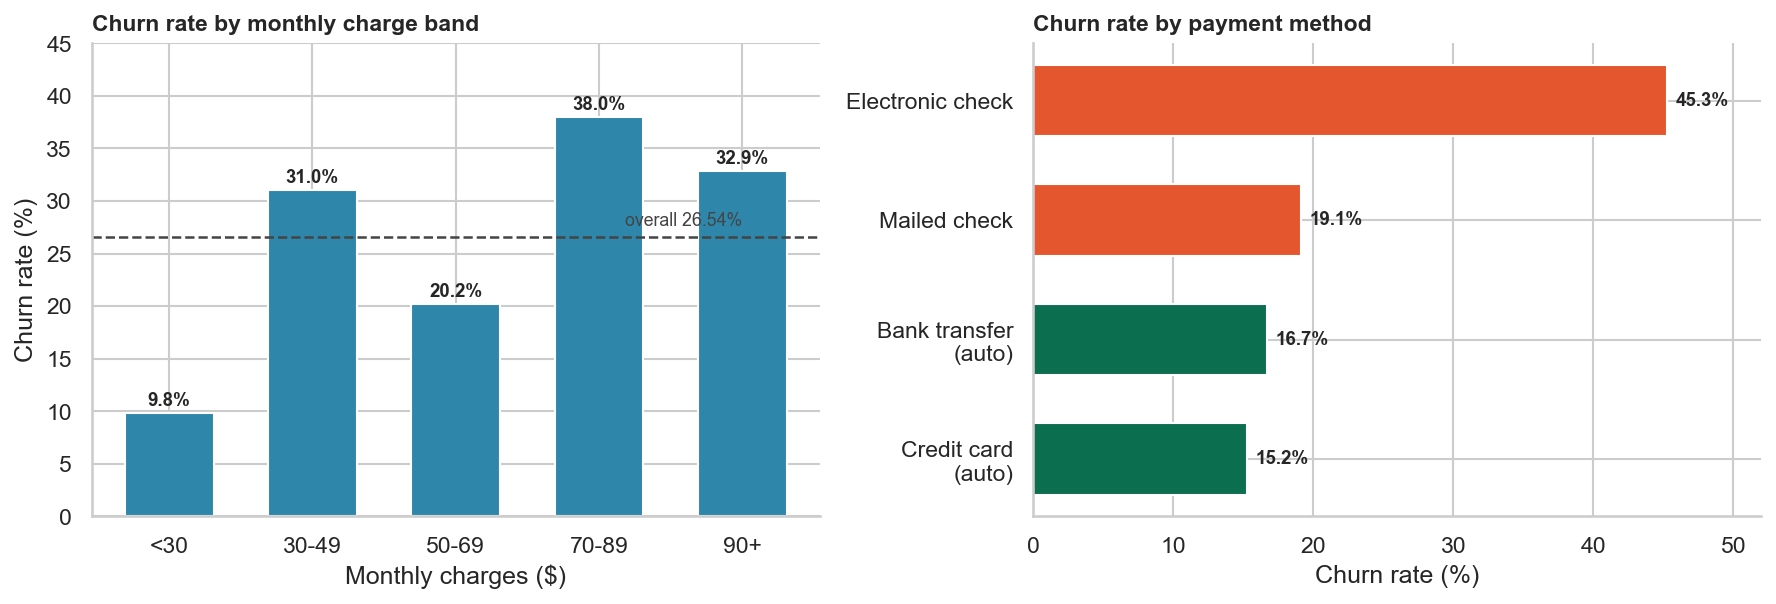 Churn rate by monthly charge band
Churn rate (%)
45
40
35
30
25
20
15
10
5
0
9.8%
31.0%
20.2%
38.0%
32.9%
overall 26.54%
<30
30-49
50-69
70-89
90+
Monthly charges ($)
Churn rate by payment method
Electronic check
45.3%
Mailed check
19.1%
Bank transfer
(auto)
16.7%
Credit card
(auto)
15.2%
0
10
20
30
40
50
Churn rate (%)